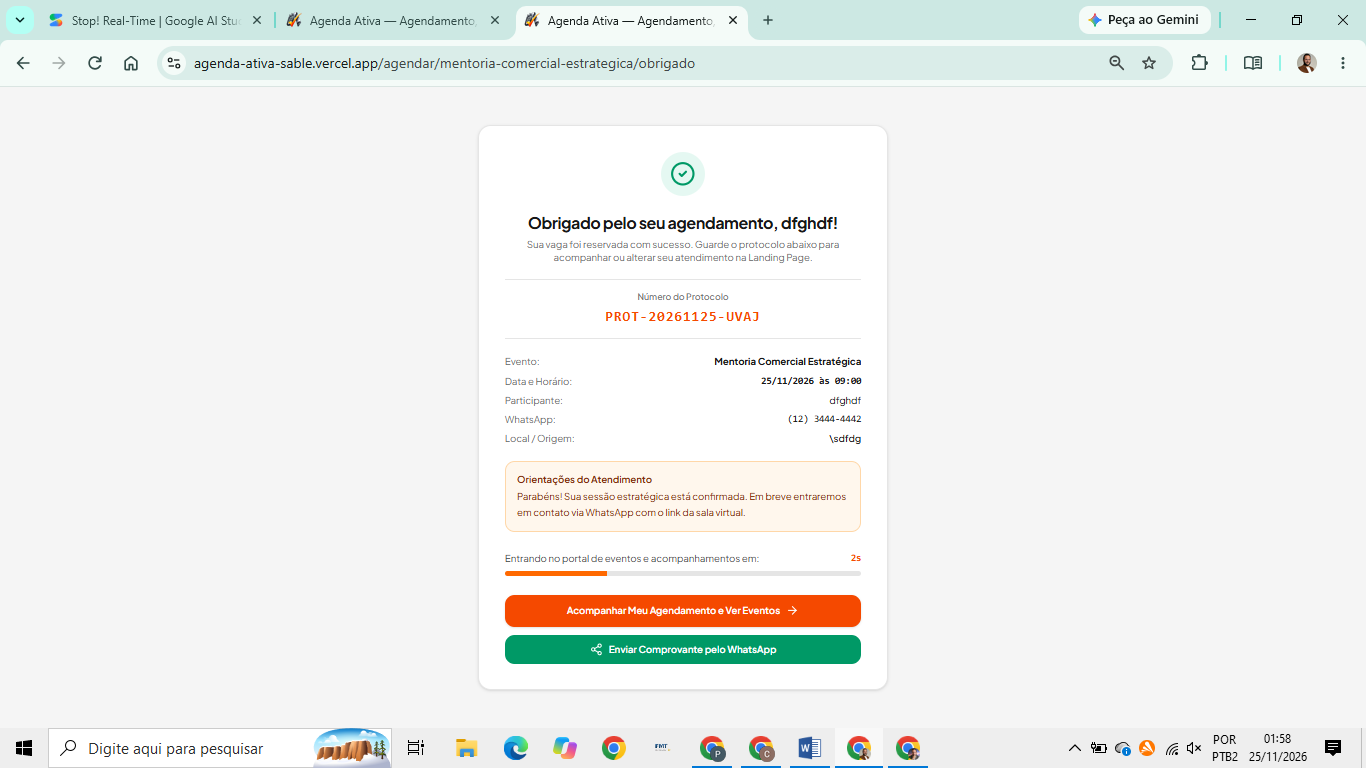 Stop! Real-Time | Google AI Stu
Agenda Ativa — Agendamento,
Agenda Ativa — Agendamento,
Peça ao Gemini
agenda-ativa-sable.vercel.app/agendar/mentoria-comercial-estrategica/obrigado
Obrigado pelo seu agendamento, dfghdf!
Sua vaga foi reservada com sucesso. Guarde o protocolo abaixo para
acompanhar ou alterar seu atendimento na Landing Page.
Número do Protocolo
PROT-20261125-UVAJ
Evento: Mentoria Comercial Estratégica
Data e Horário: 25/11/2026 às 09:00
Participante: dfghdf
WhatsApp: (12) 3444-4442
Local / Origem: \sdfdg
Orientações do Atendimento
Parabéns! Sua sessão estratégica está confirmada. Em breve entraremos
em contato via WhatsApp com o link da sala virtual.
Entrando no portal de eventos e acompanhamentos em: 2s
Acompanhar Meu Agendamento e Ver Eventos
Enviar Comprovante pelo WhatsApp
Digite aqui para pesquisar
P
C
POR
PTB2
01:58
25/11/2026